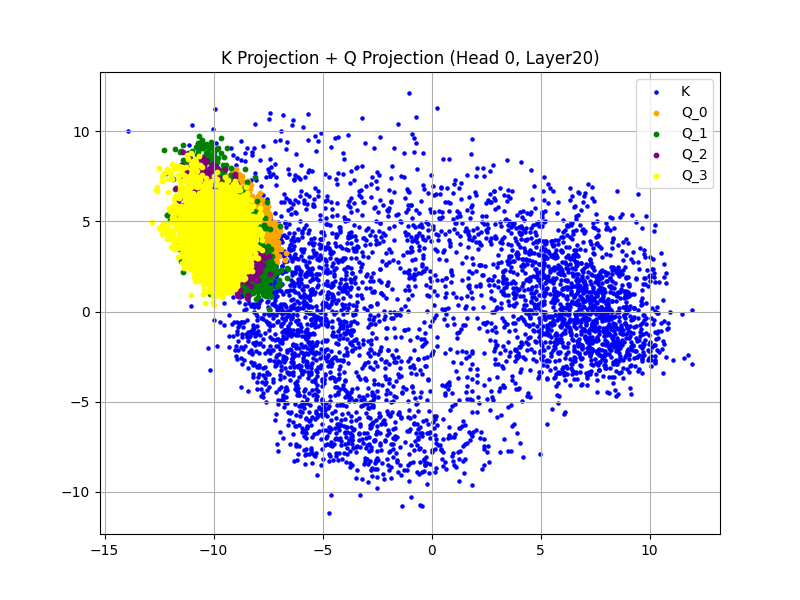 K Projection + Q Projection (Head 0, Layer20)
K
Q_0
Q_1
Q_2
Q_3
10
5
0
−5
−10
−15
−10
−5
0
5
10